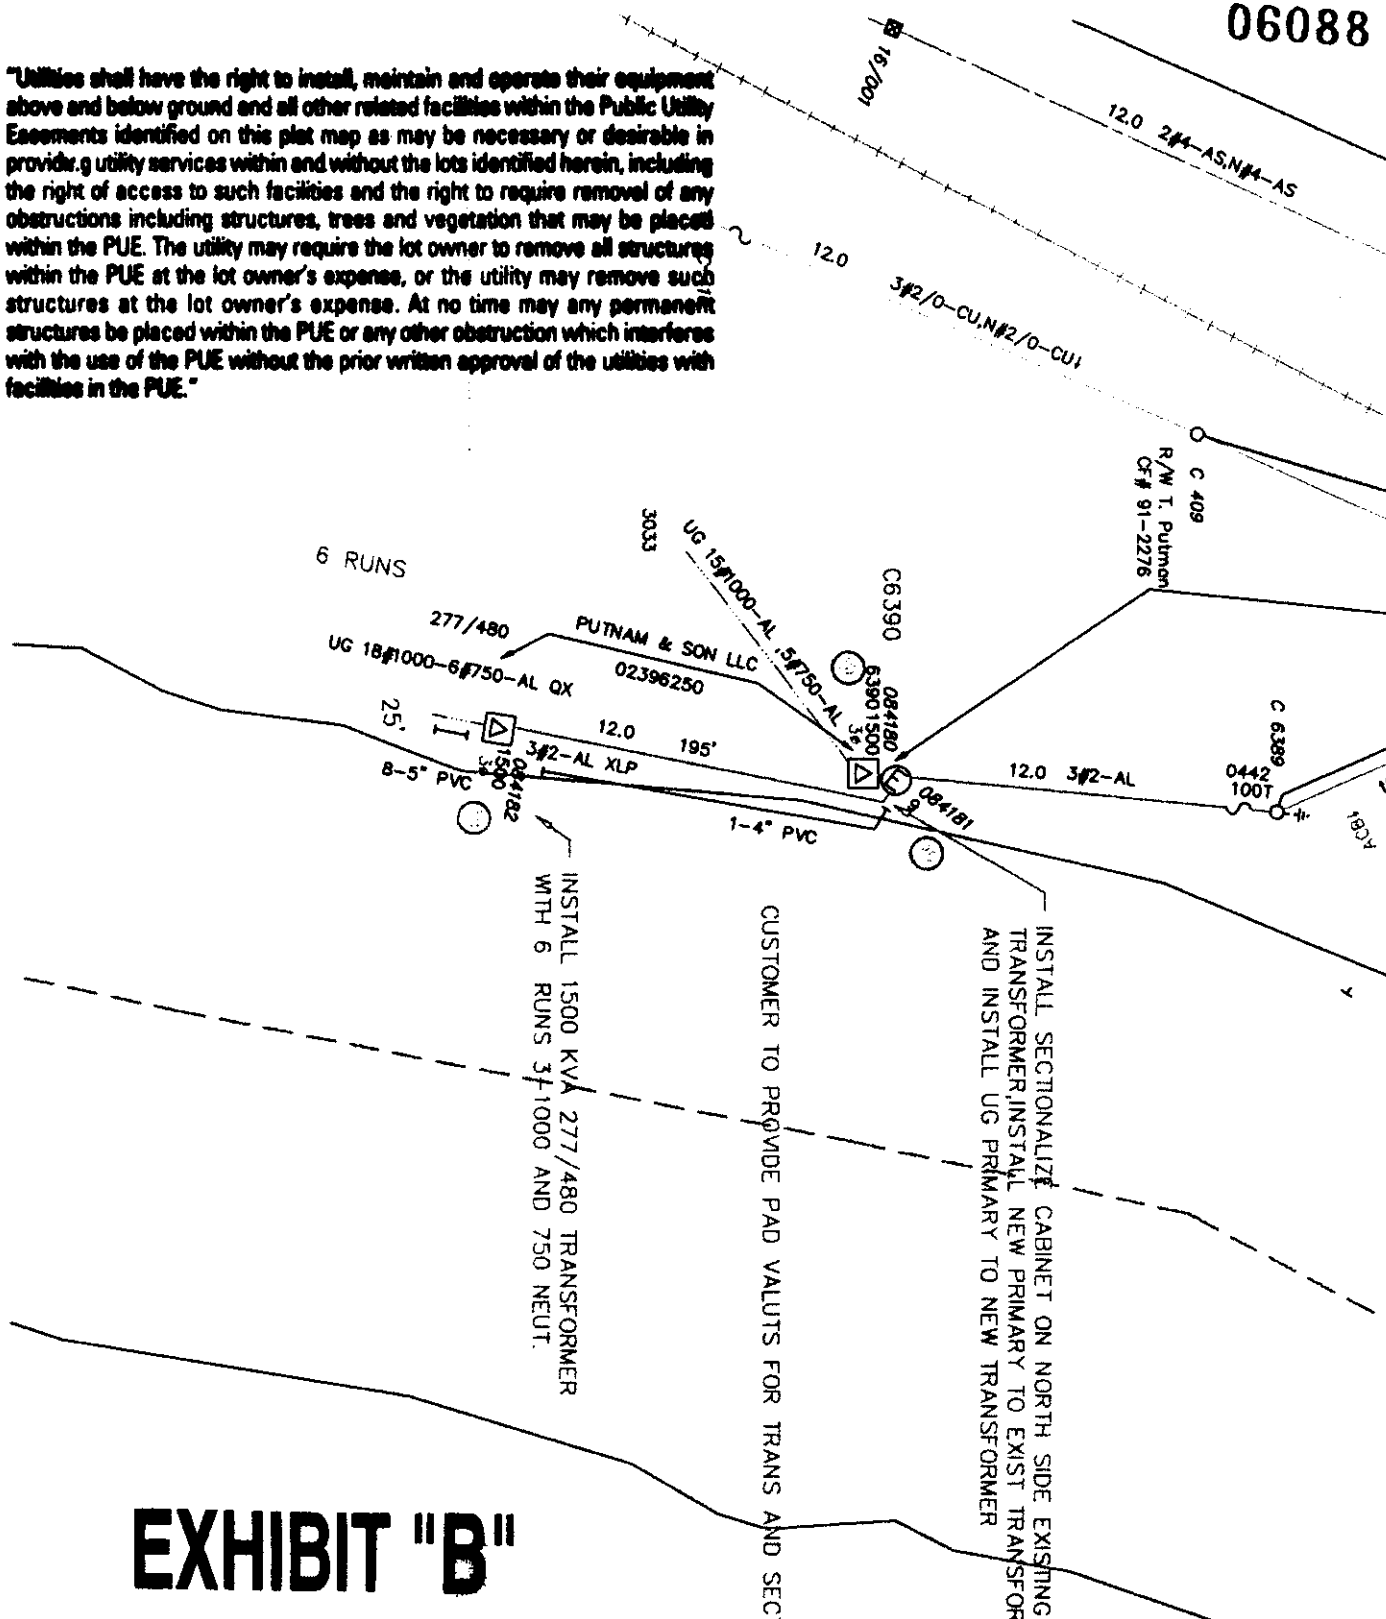 06088
"Utilities shall have the right to install, maintain and operate their equipment
above and below ground and all other related facilities within the Public Utility
Easements identified on this plat map as may be necessary or desirable in
providir.g utility services within and without the lots identified herein, including
the right of access to such facilities and the right to require removal of any
obstructions including structures, trees and vegetation that may be placed
within the PUE. The utility may require the lot owner to remove all structures
within the PUE at the lot owner's expense, or the utility may remove such
structures at the lot owner's expense. At no time may any permanent
structures be placed within the PUE or any other obstruction which interferes
with the use of the PUE without the prior written approval of the utilities with
facilities in the PUE."
16/001
12.0 2#4-AS,N#4-AS
12.0 3#2/0-CU,N#2/0-CU
C 409
R/W T. Putman
CF# 91-2276
3033
UG 15#1000-AL ,5#750-AL
C6390
6 RUNS
277/480
UG 18#1000-6#750-AL QX
PUTNAM & SON LLC
02396250
084180
63901500
25'
12.0 195'
3#2-AL XLP
8-5" PVC
084182
1500
1-4" PVC
084181
12.0 3#2-AL
0442
100T
C 6389
INSTALL 1500 KVA 277/480 TRANSFORMER
WITH 6 RUNS 3-1000 AND 750 NEUT.
CUSTOMER TO PROVIDE PAD VALUTS FOR TRANS AND SEC
INSTALL SECTIONALIZE CABINET ON NORTH SIDE EXISTING
TRANSFORMER,INSTALL NEW PRIMARY TO EXIST TRANSFOR
AND INSTALL UG PRIMARY TO NEW TRANSFORMER
EXHIBIT "B"